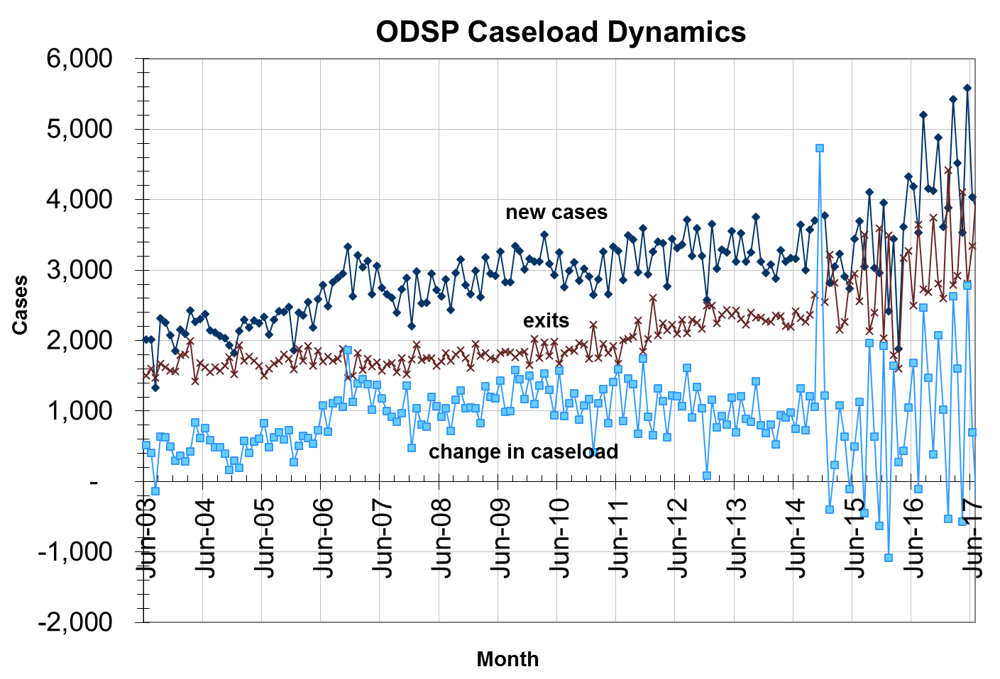 ODSP Caseload Dynamics
6,000
5,000
4,000
3,000
2,000
1,000
-
-1,000
-2,000
Cases
new cases
exits
change in caseload
Jun-03
Jun-04
Jun-05
Jun-06
Jun-07
Jun-08
Jun-09
Jun-10
Jun-11
Jun-12
Jun-13
Jun-14
Jun-15
Jun-16
Jun-17
Month